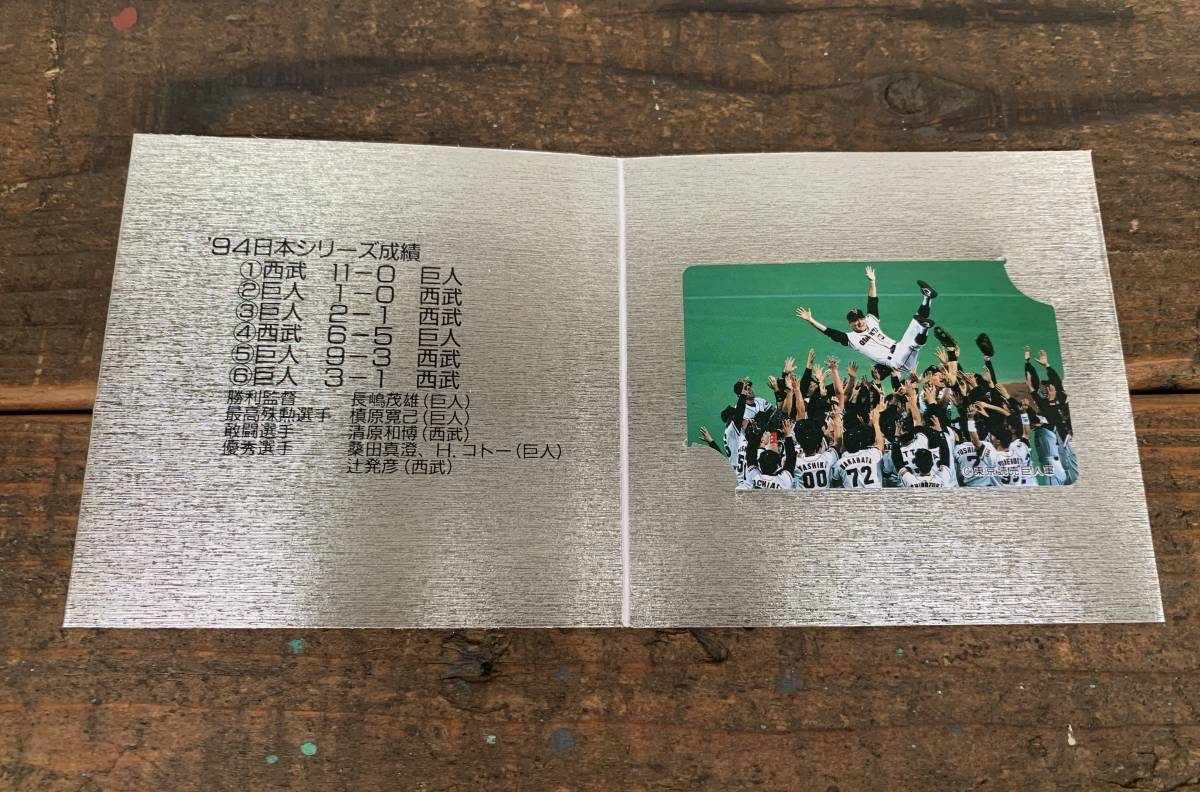 '94日本シリーズ成績
①西武 11-0 巨人
②巨人 1-0 西武
③巨人 2-1 西武
④西武 6-5 巨人
⑤巨人 9-3 西武
⑥巨人 3-1 西武
勝利監督 長嶋茂雄(巨人)
最高殊勲選手 槙原寛己(巨人)
敢闘選手 清原和博(西武)
優秀選手 桑田真澄、H.コトー(巨人)
辻発彦(西武)
NAKAHATA
00
72